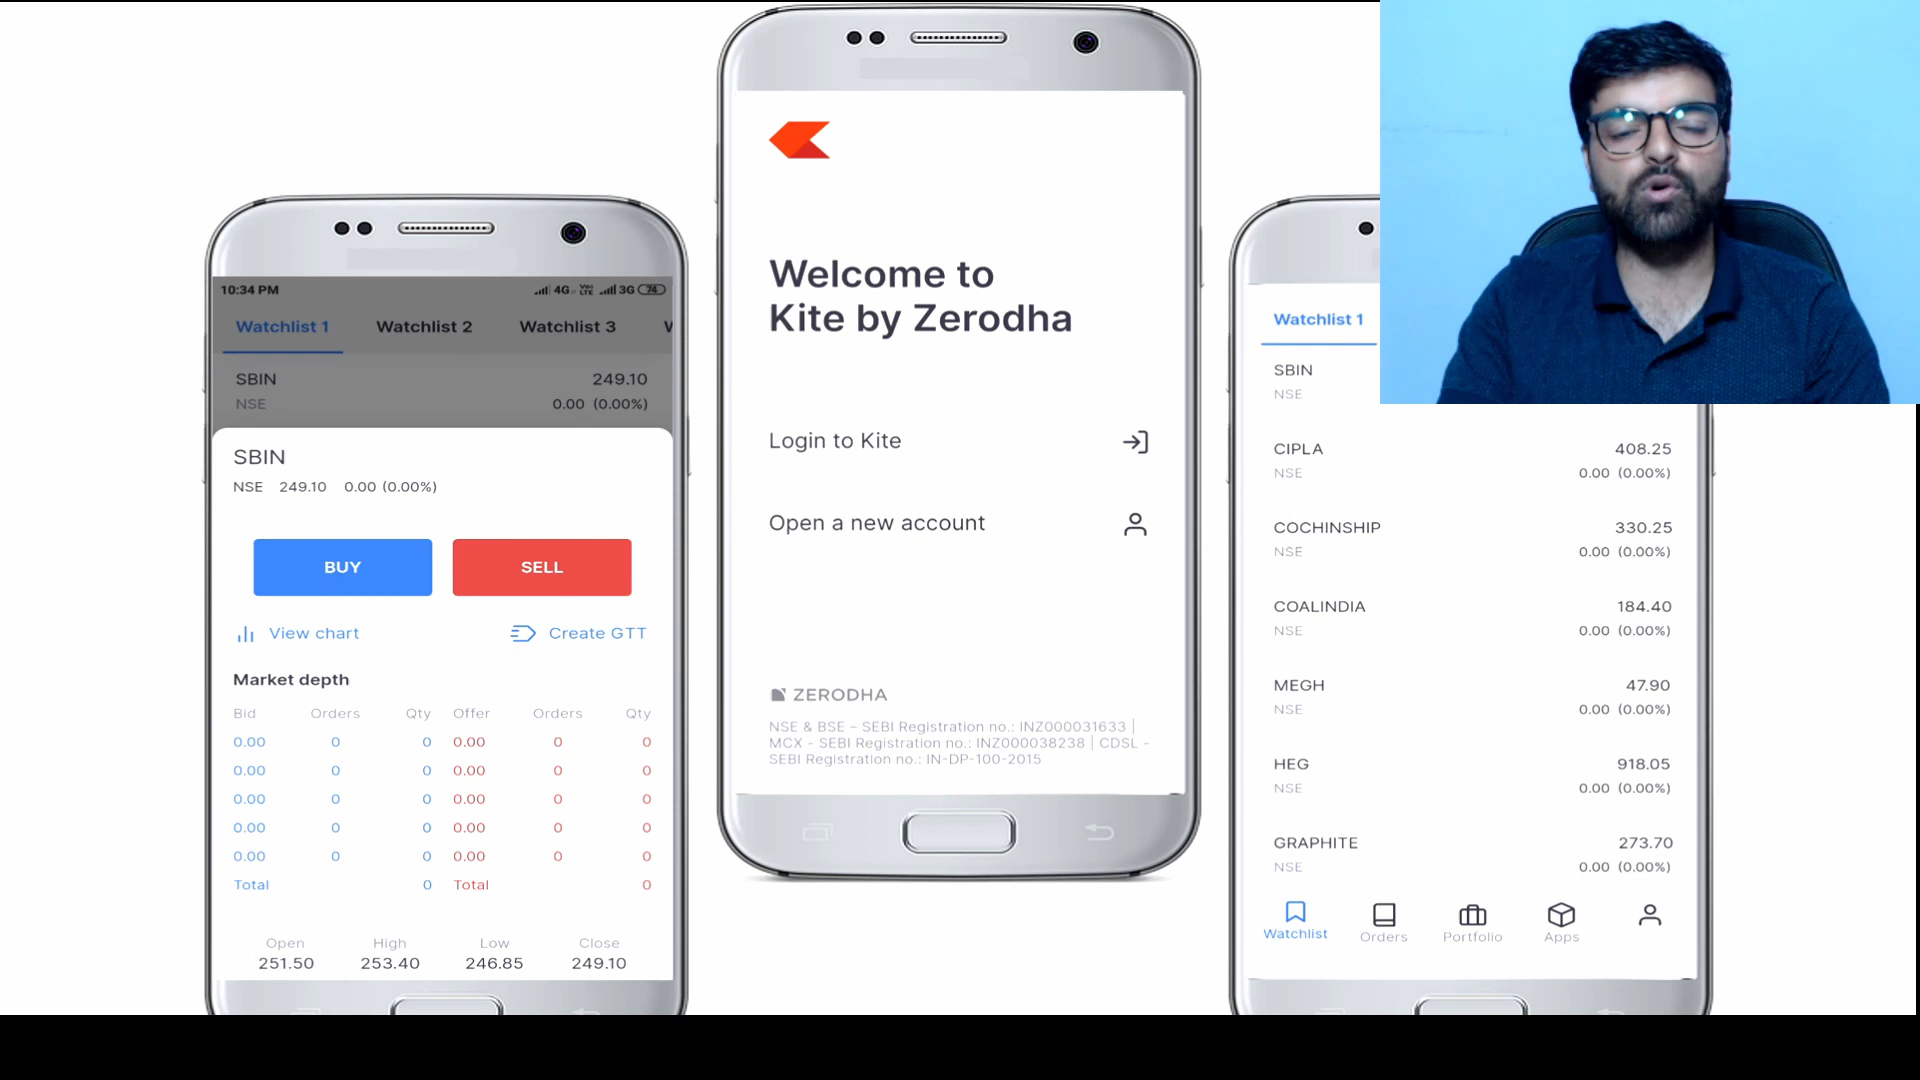 10:34 PM 4G VoLTE 3G 74
Watchlist 1 Watchlist 2 Watchlist 3 W
SBIN 249.10
NSE 0.00 (0.00%)
SBIN
NSE 249.10 0.00 (0.00%)
BUY SELL
View chart Create GTT
Market depth
Bid Orders Qty Offer Orders Qty
0.00 0 0 0.00 0 0
0.00 0 0 0.00 0 0
0.00 0 0 0.00 0 0
0.00 0 0 0.00 0 0
0.00 0 0 0.00 0 0
Total 0 Total 0
Open High Low Close
251.50 253.40 246.85 249.10
Welcome to
Kite by Zerodha
Login to Kite
Open a new account
ZERODHA
NSE & BSE – SEBI Registration no.: INZ000031633 |
MCX - SEBI Registration no.: INZ000038238 | CDSL -
SEBI Registration no.: IN-DP-100-2015
Watchlist 1
SBIN
NSE
CIPLA 408.25
NSE 0.00 (0.00%)
COCHINSHIP 330.25
NSE 0.00 (0.00%)
COALINDIA 184.40
NSE 0.00 (0.00%)
MEGH 47.90
NSE 0.00 (0.00%)
HEG 918.05
NSE 0.00 (0.00%)
GRAPHITE 273.70
NSE 0.00 (0.00%)
Watchlist Orders Portfolio Apps